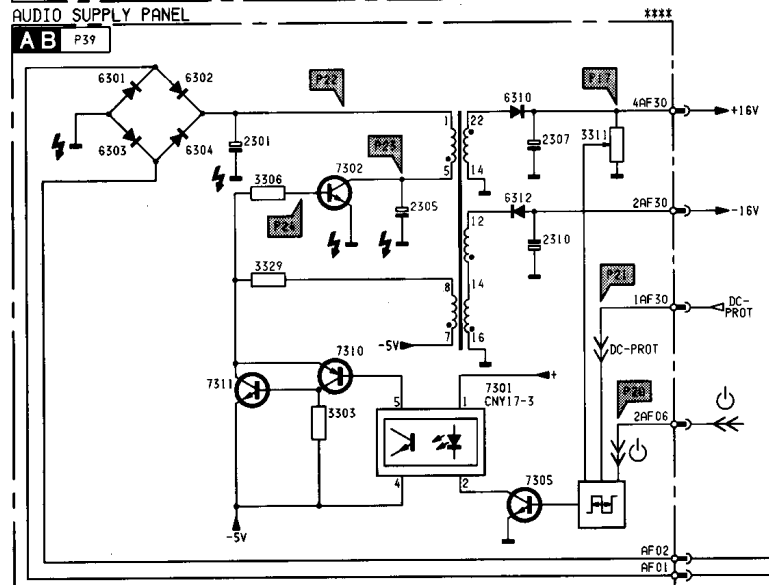 AUDIO SUPPLY PANEL ****
AB P39
6301 6302
P22
6310
P17
4AF30
+16V
1 22
2301
6303 6304
7302
P23
2307
3311
3306
5 14
6312
2AF30
-16V
P24
2305
12
2310
3329
8 14
P21
1AF30
DC-PROT
-5V
7 16
DC-PROT
7310
7311
7301
CNY17-3
+
P20
5 1
2AF06
3303
4 2
7305
-5V
AF02
AF01